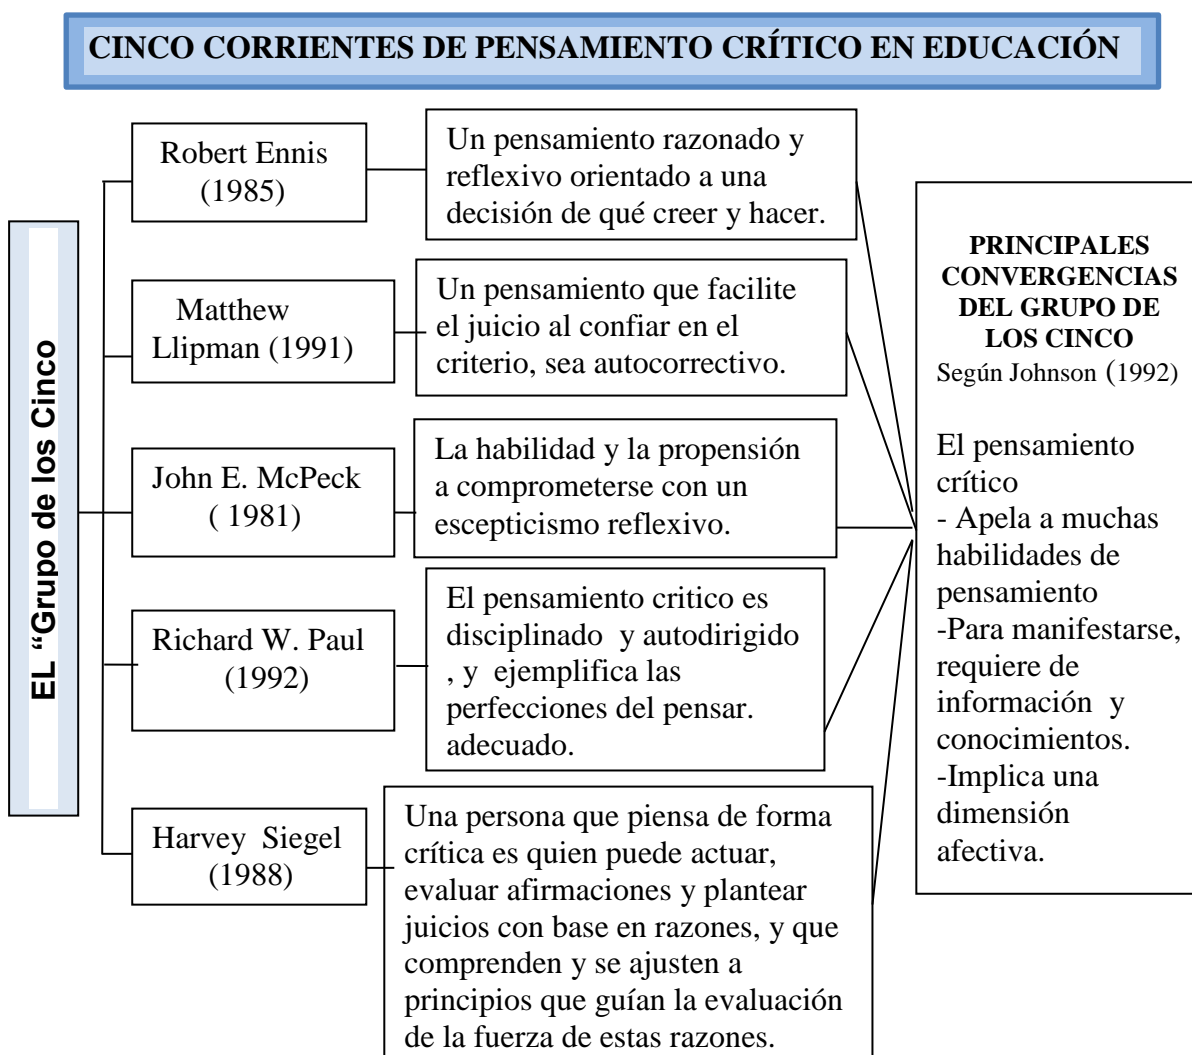 CINCO CORRIENTES DE PENSAMIENTO CRÍTICO EN EDUCACIÓN
EL “Grupo de los Cinco
Robert Ennis
(1985)
Un pensamiento razonado y
reflexivo orientado a una
decisión de qué creer y hacer.
Matthew
Llipman (1991)
Un pensamiento que facilite
el juicio al confiar en el
criterio, sea autocorrectivo.
John E. McPeck
( 1981)
La habilidad y la propensión
a comprometerse con un
escepticismo reflexivo.
Richard W. Paul
(1992)
El pensamiento critico es
disciplinado y autodirigido
, y ejemplifica las
perfecciones del pensar.
adecuado.
Harvey Siegel
(1988)
Una persona que piensa de forma
crítica es quien puede actuar,
evaluar afirmaciones y plantear
juicios con base en razones, y que
comprenden y se ajusten a
principios que guían la evaluación
de la fuerza de estas razones.
PRINCIPALES
CONVERGENCIAS
DEL GRUPO DE
LOS CINCO
Según Johnson (1992)
El pensamiento
crítico
- Apela a muchas
habilidades de
pensamiento
-Para manifestarse,
requiere de
información y
conocimientos.
-Implica una
dimensión
afectiva.